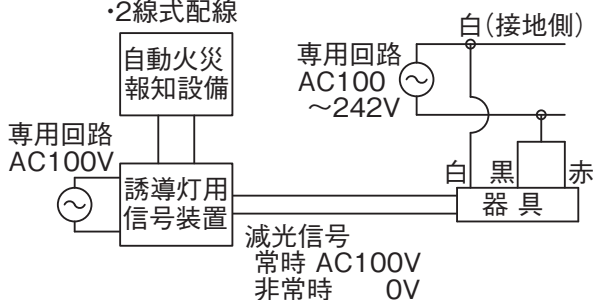 ・2線式配線
自動火災
報知設備
専用回路
AC100V
誘導灯用
信号装置
白（接地側）
専用回路
AC100
～242V
白 黒 赤
器具
減光信号
常時 AC100V
非常時 0V